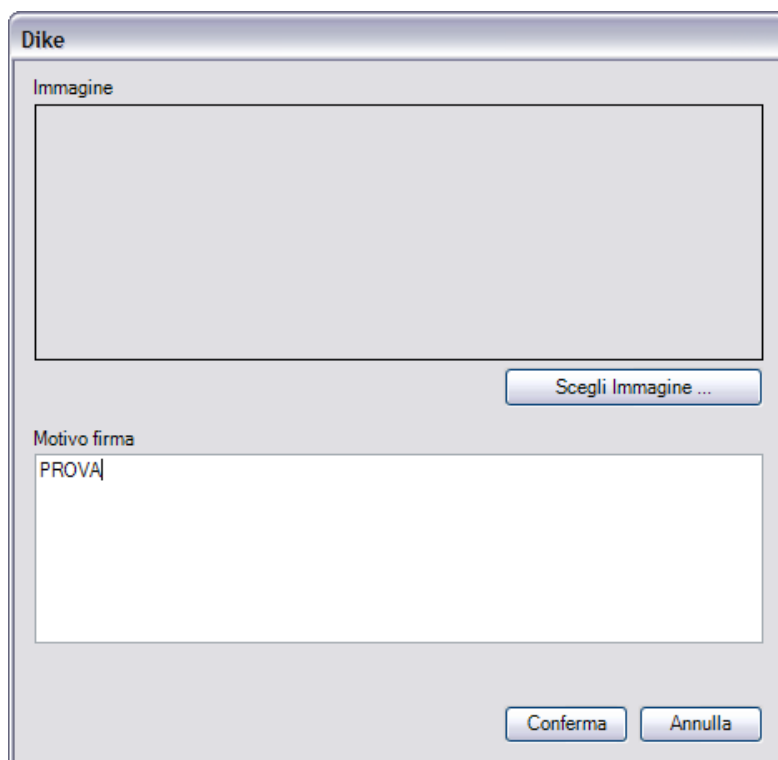 Dike
Immagine
Scegli Immagine ...
Motivo firma
PROVA
Conferma Annulla